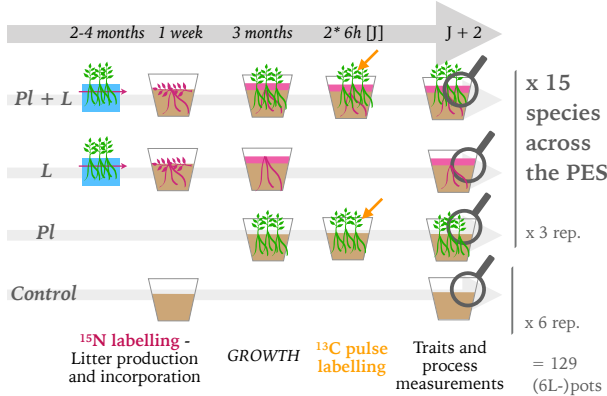 2-4 months 1 week 3 months 2* 6h [J] J + 2
Pl + L
L
Pl
Control
x 15
species
across
the PES
x 3 rep.
x 6 rep.
= 129
(6L-)pots
¹⁵N labelling -
Litter production
and incorporation
GROWTH
¹³C pulse
labelling
Traits and
process
measurements